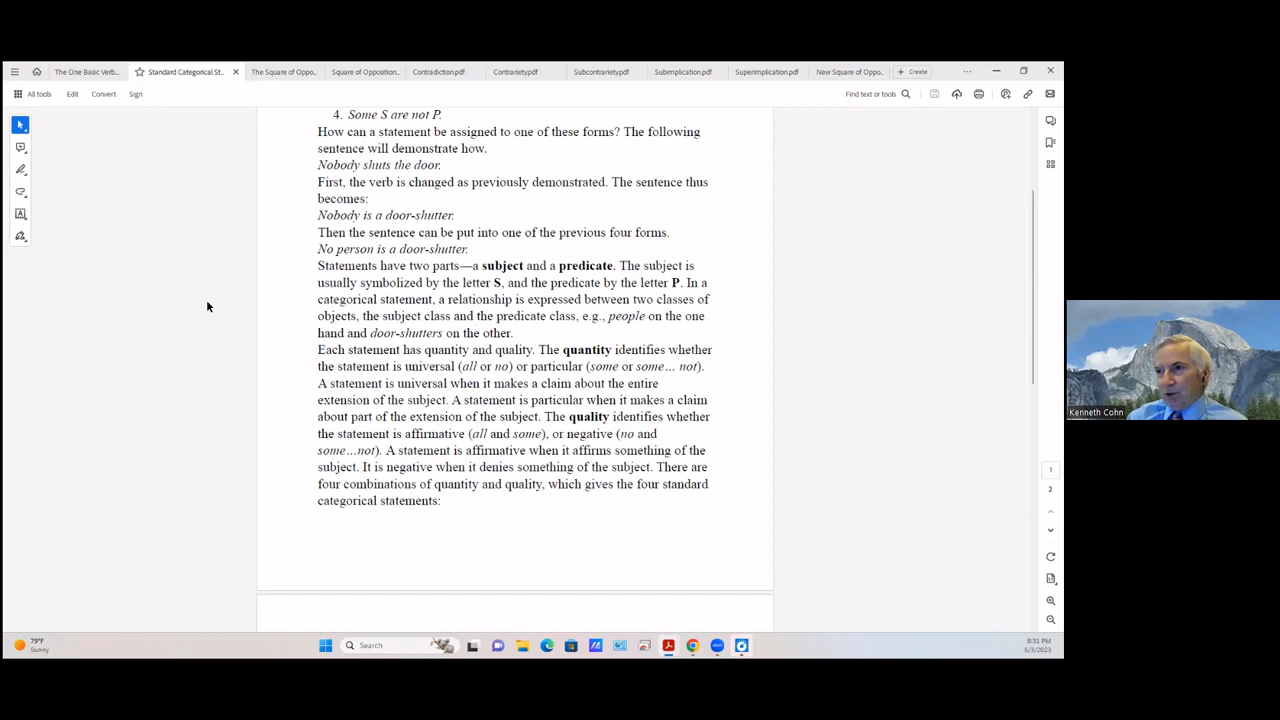 The One Basic Verb...
Standard Categorical St...
The Square of Oppo...
Square of Opposition...
Contradiction.pdf
Contrariety.pdf
Subcontrariety.pdf
Subimplication.pdf
Superimplication.pdf
New Square of Oppo...
Create
All tools
Edit
Convert
Sign
Find text or tools
4. Some S are not P.
How can a statement be assigned to one of these forms? The following
sentence will demonstrate how.
Nobody shuts the door.
First, the verb is changed as previously demonstrated. The sentence thus
becomes:
Nobody is a door-shutter.
Then the sentence can be put into one of the previous four forms.
No person is a door-shutter.
Statements have two parts—a subject and a predicate. The subject is
usually symbolized by the letter S, and the predicate by the letter P. In a
categorical statement, a relationship is expressed between two classes of
objects, the subject class and the predicate class, e.g., people on the one
hand and door-shutters on the other.
Each statement has quantity and quality. The quantity identifies whether
the statement is universal (all or no) or particular (some or some… not).
A statement is universal when it makes a claim about the entire
extension of the subject. A statement is particular when it makes a claim
about part of the extension of the subject. The quality identifies whether
the statement is affirmative (all and some), or negative (no and
some…not). A statement is affirmative when it affirms something of the
subject. It is negative when it denies something of the subject. There are
four combinations of quantity and quality, which gives the four standard
categorical statements:
Kenneth Cohn
1
2
79°F
Sunny
Search
8:31 PM
5/3/2023